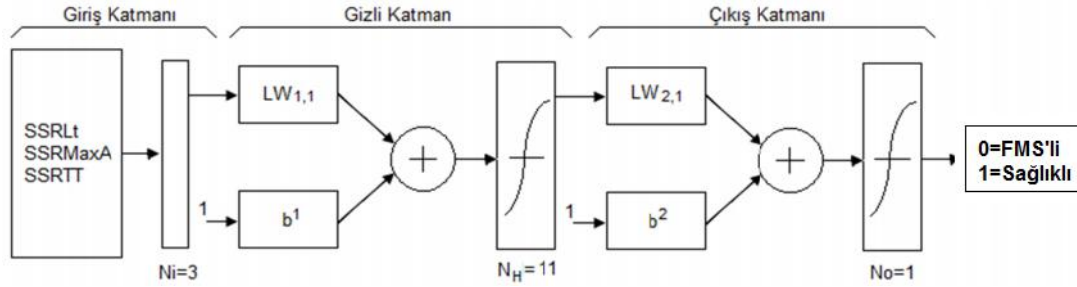 Giriş Katmanı
Gizli Katman
Çıkış Katmanı
SSRLt
SSRMaxA
SSRTT
Ni=3
LW1,1
1
b1
NH=11
LW2,1
1
b2
No=1
0=FMS'li
1=Sağlıklı